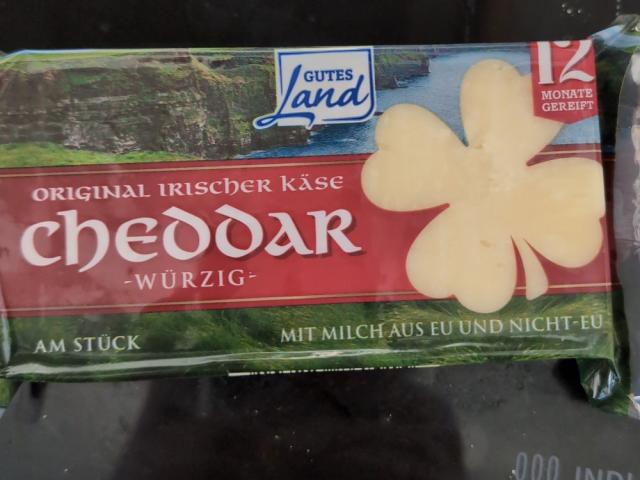 GUTES
Land
12
MONATE
GEREIFT
ORIGINAL IRISCHER KÄSE
CHEDDAR
-WÜRZIG-
AM STÜCK
MIT MILCH AUS EU UND NICHT-EU